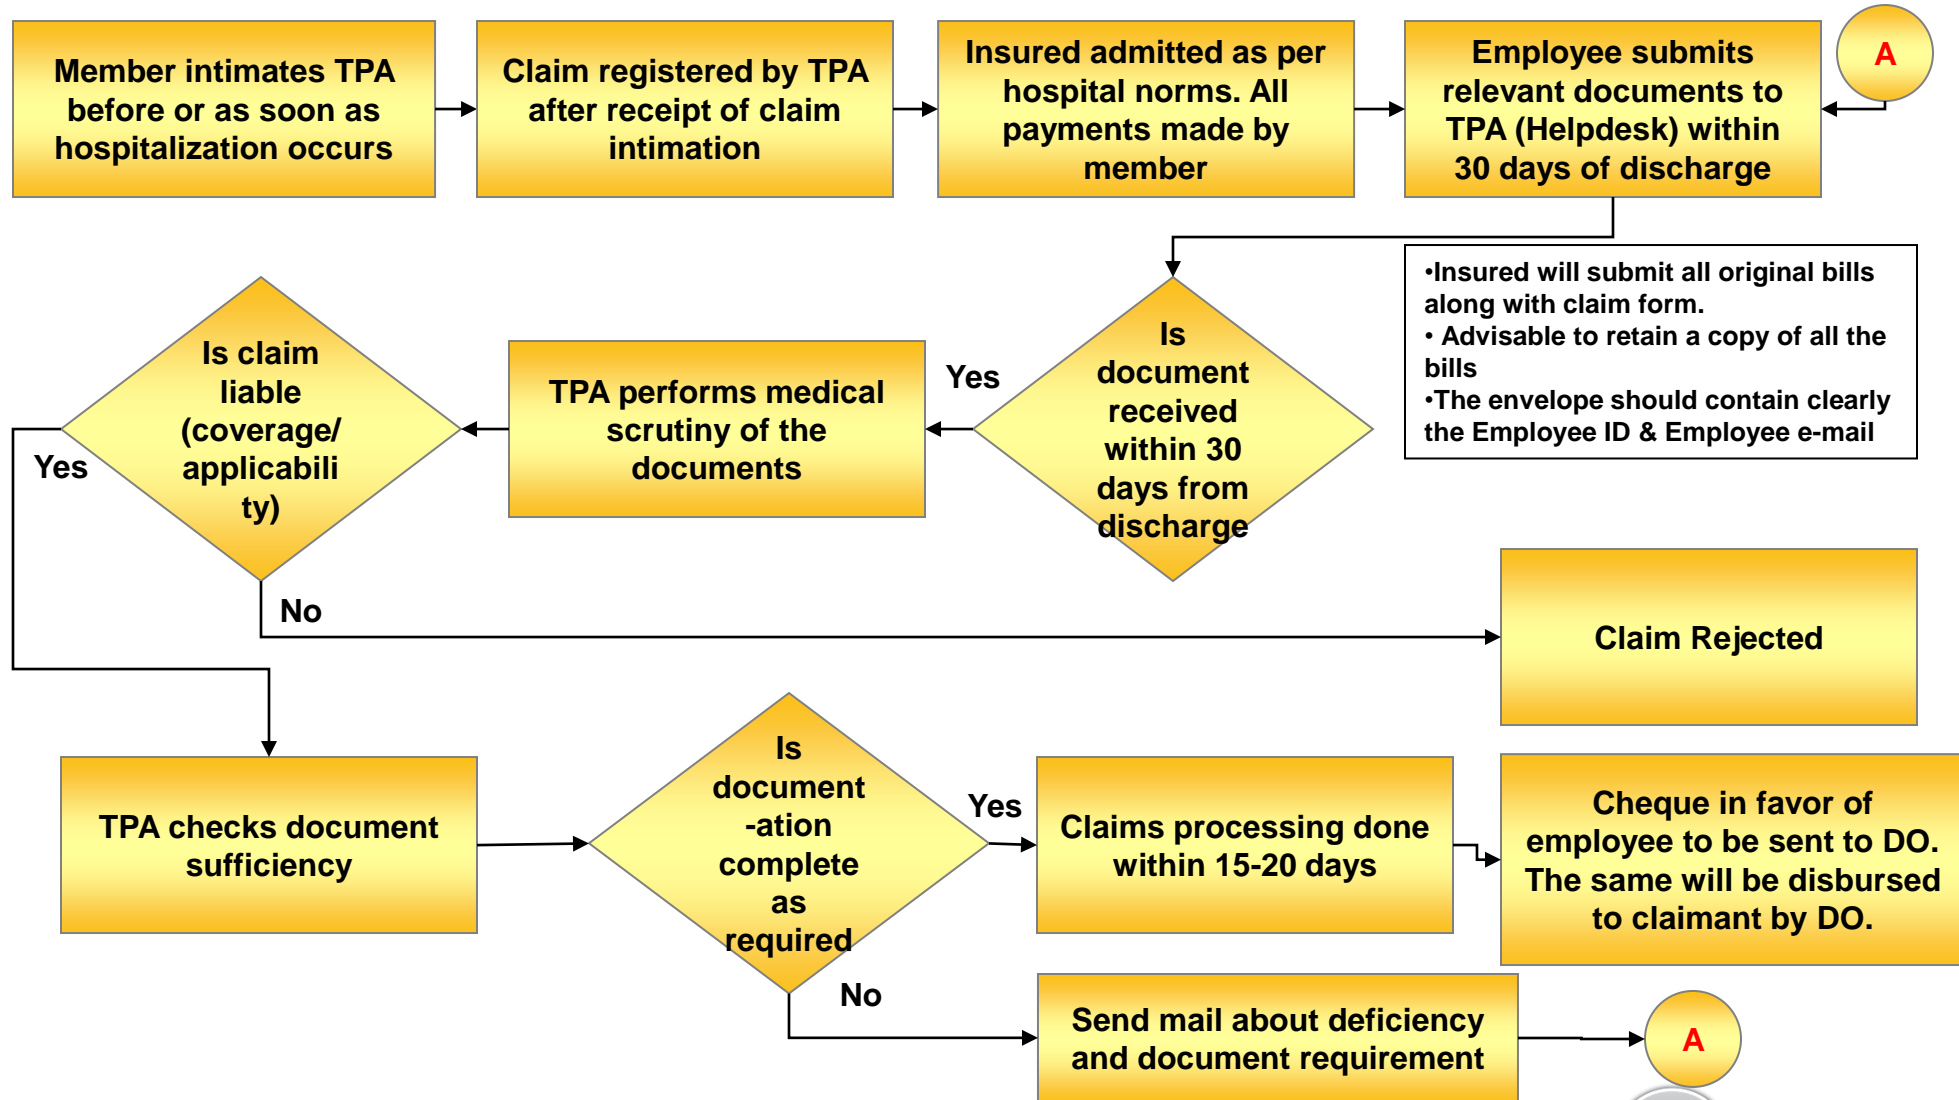 Member intimates TPA
before or as soon as
hospitalization occurs
Claim registered by TPA
after receipt of claim
intimation
Insured admitted as per
hospital norms. All
payments made by
member
Employee submits
relevant documents to
TPA (Helpdesk) within
30 days of discharge
A
•Insured will submit all original bills
along with claim form.
• Advisable to retain a copy of all the
bills
•The envelope should contain clearly
the Employee ID & Employee e-mail
Is
document
received
within 30
days from
discharge
Yes
TPA performs medical
scrutiny of the
documents
Is claim
liable
(coverage/
applicabili
ty)
Yes
No
Claim Rejected
TPA checks document
sufficiency
Is
document
-ation
complete
as
required
Yes
Claims processing done
within 15-20 days
Cheque in favor of
employee to be sent to DO.
The same will be disbursed
to claimant by DO.
No
Send mail about deficiency
and document requirement
A